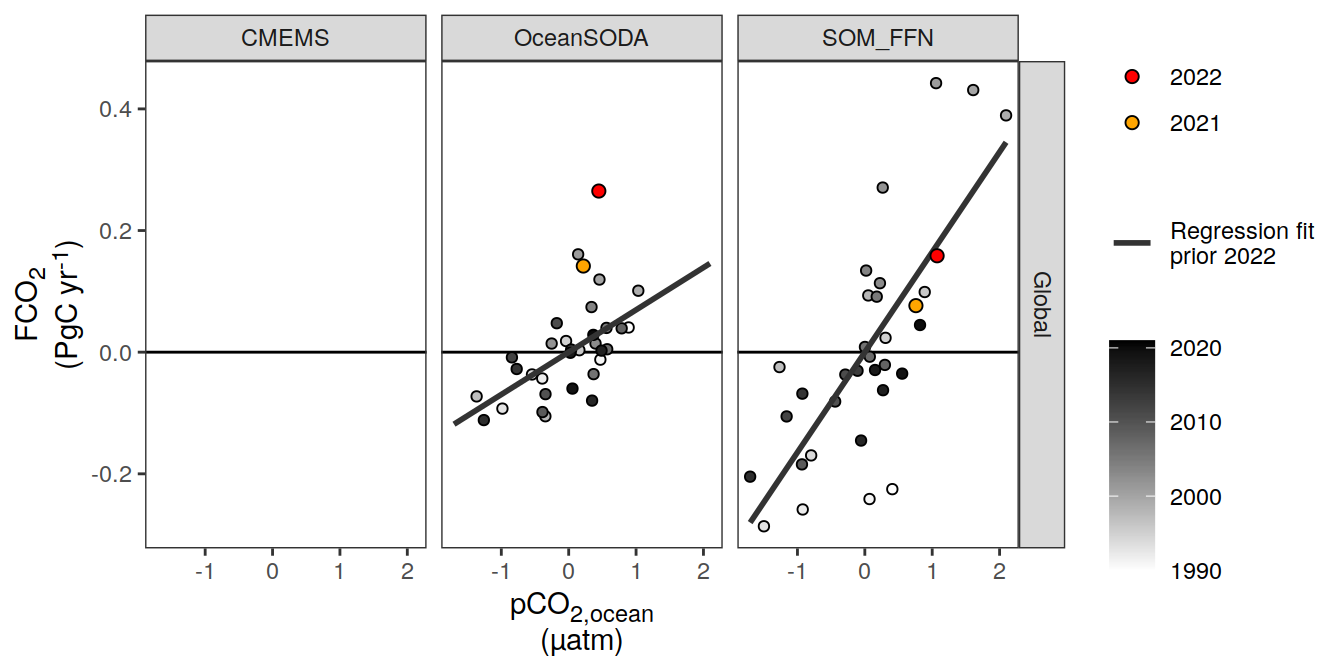 CMEMS
OceanSODA
SOM_FFN
Global
FCO2
(PgC yr-1)
0.4
0.2
0.0
-0.2
-1 0 1 2
-1 0 1 2
-1 0 1 2
pCO2,ocean
(µatm)
2022
2021
Regression fit
prior 2022
2020
2010
2000
1990